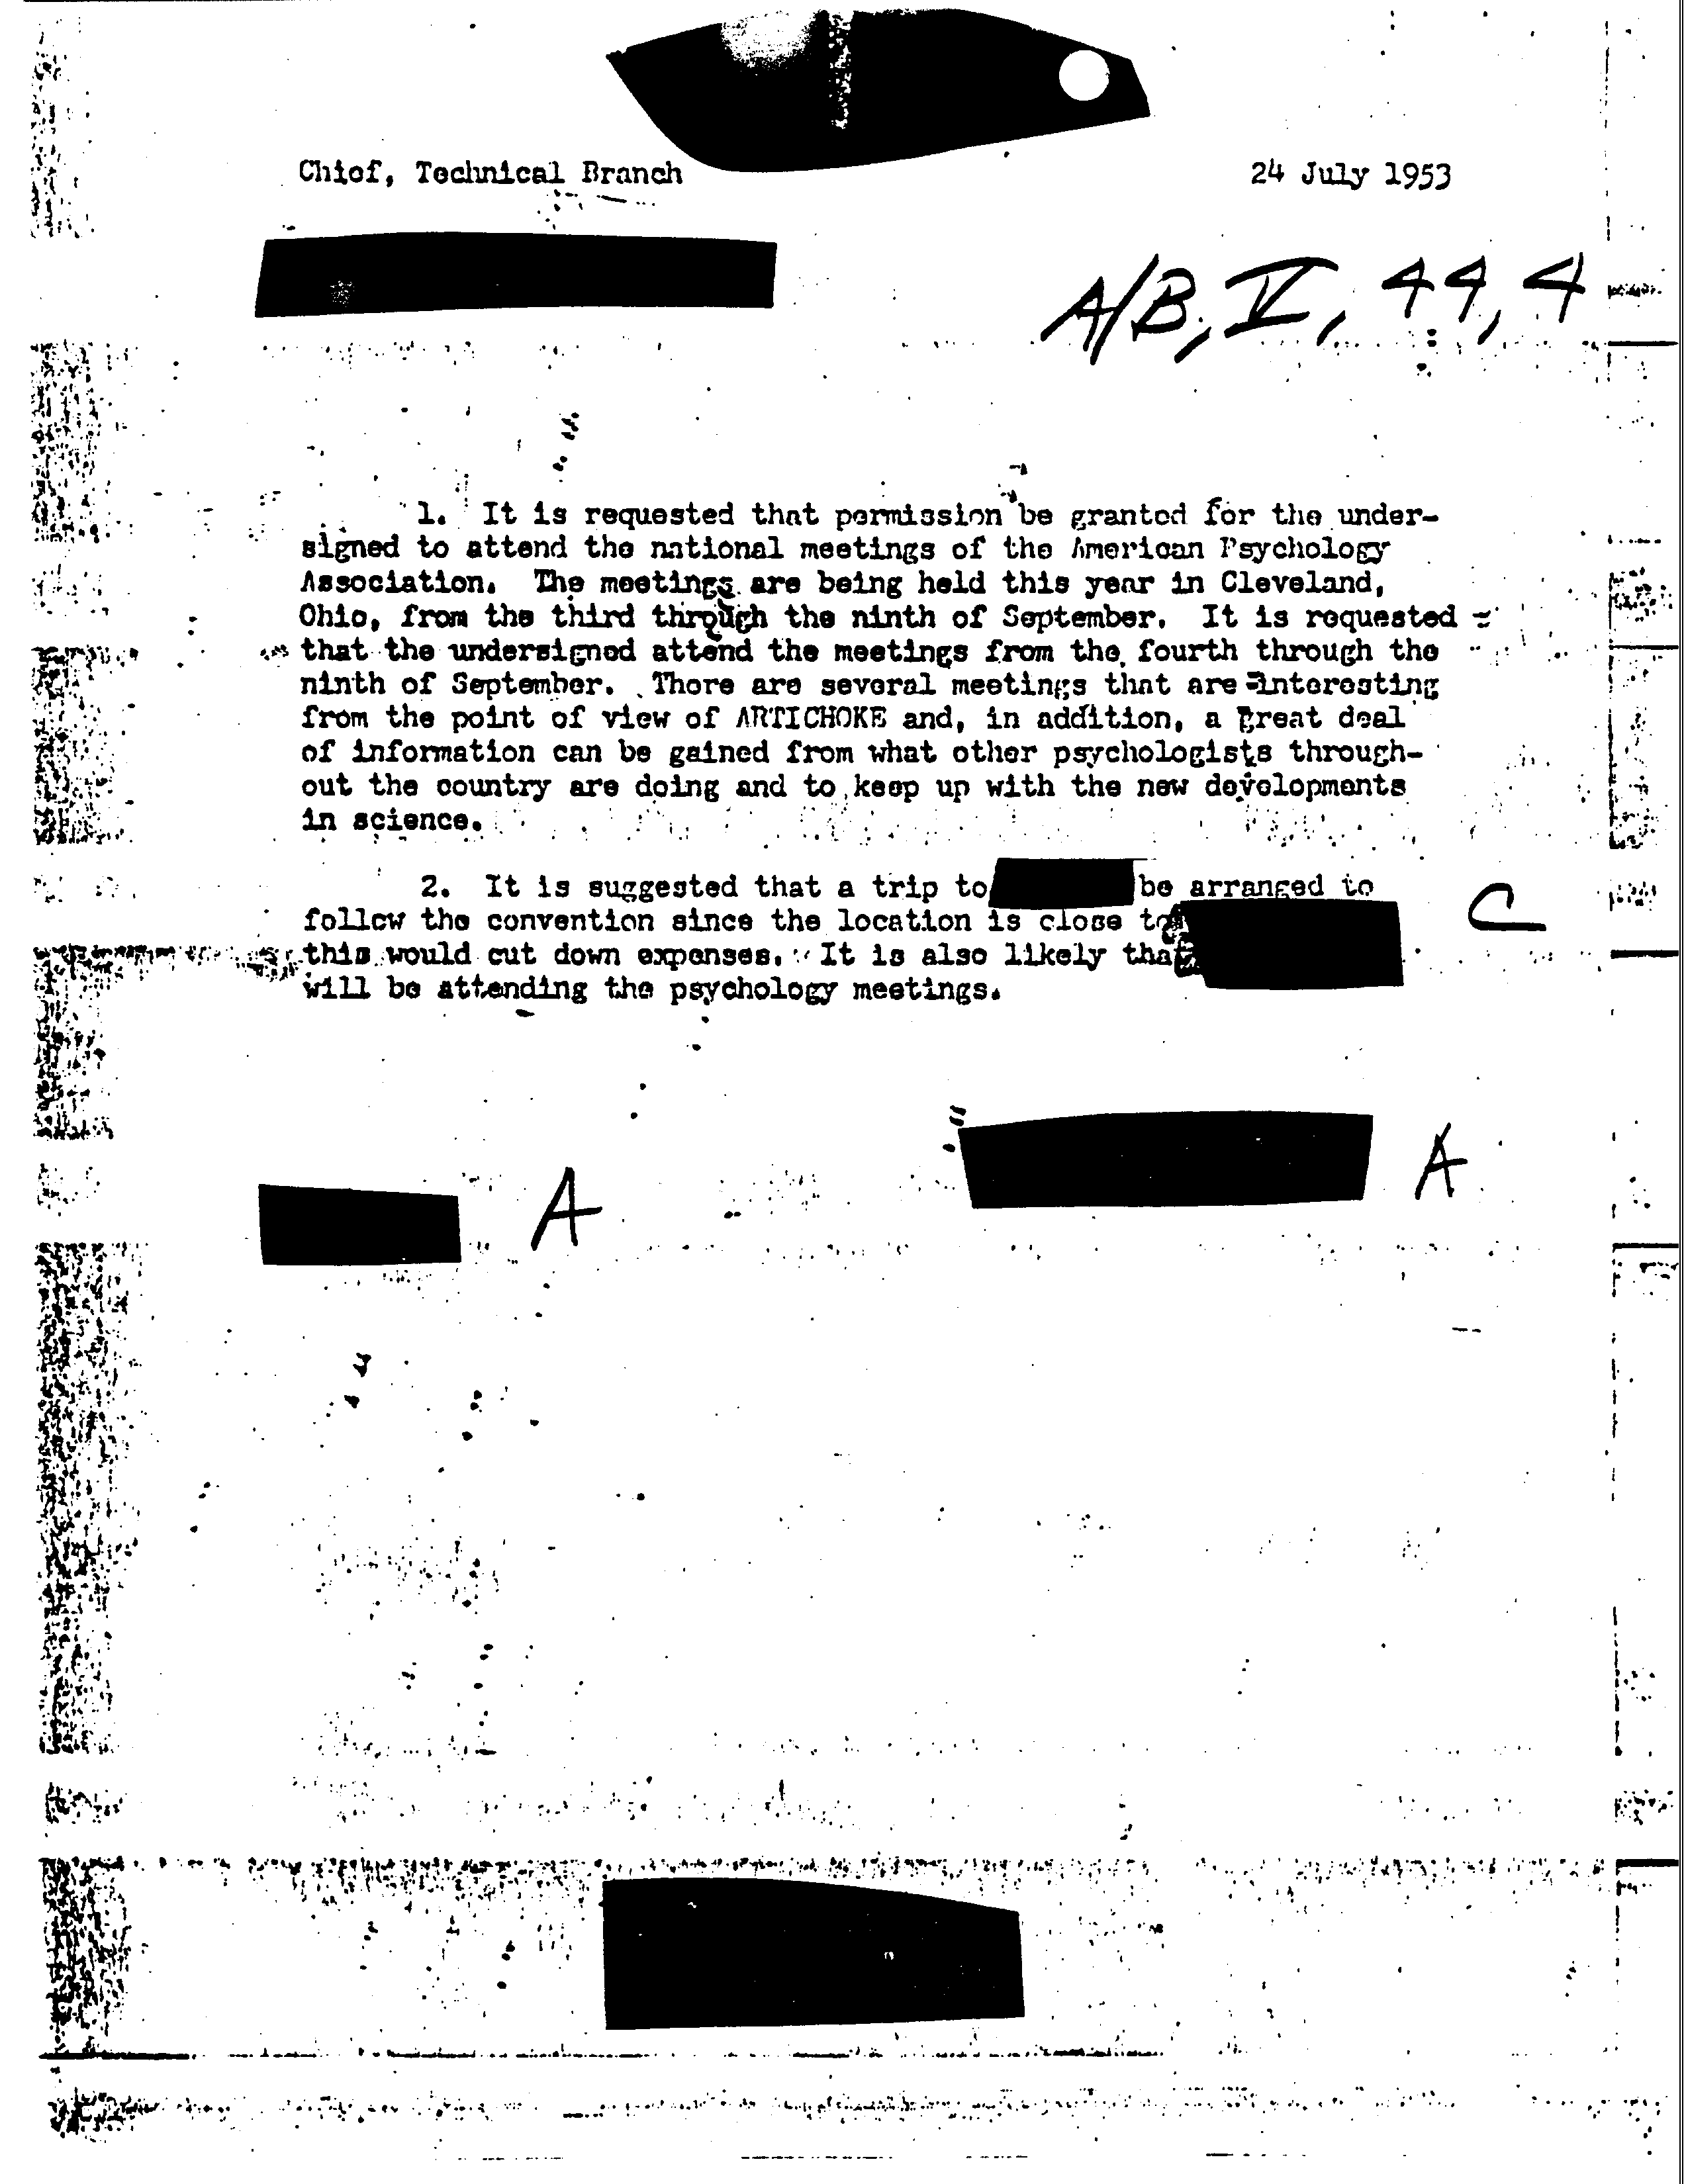 Chief, Technical Branch
24 July 1953
A/B, V, 44, 4
1. It is requested that permission be granted for the under-
signed to attend the national meetings of the American Psychology
Association. The meetings are being held this year in Cleveland,
Ohio, from the third through the ninth of September. It is requested
that the undersigned attend the meetings from the fourth through the
ninth of September. There are several meetings that are interesting
from the point of view of ARTICHOKE and, in addition, a great deal
of information can be gained from what other psychologists through-
out the country are doing and to keep up with the new developments
in science.
2. It is suggested that a trip to be arranged to
follow the convention since the location is close to
C
this would cut down expenses. It is also likely that
will be attending the psychology meetings.
A
A